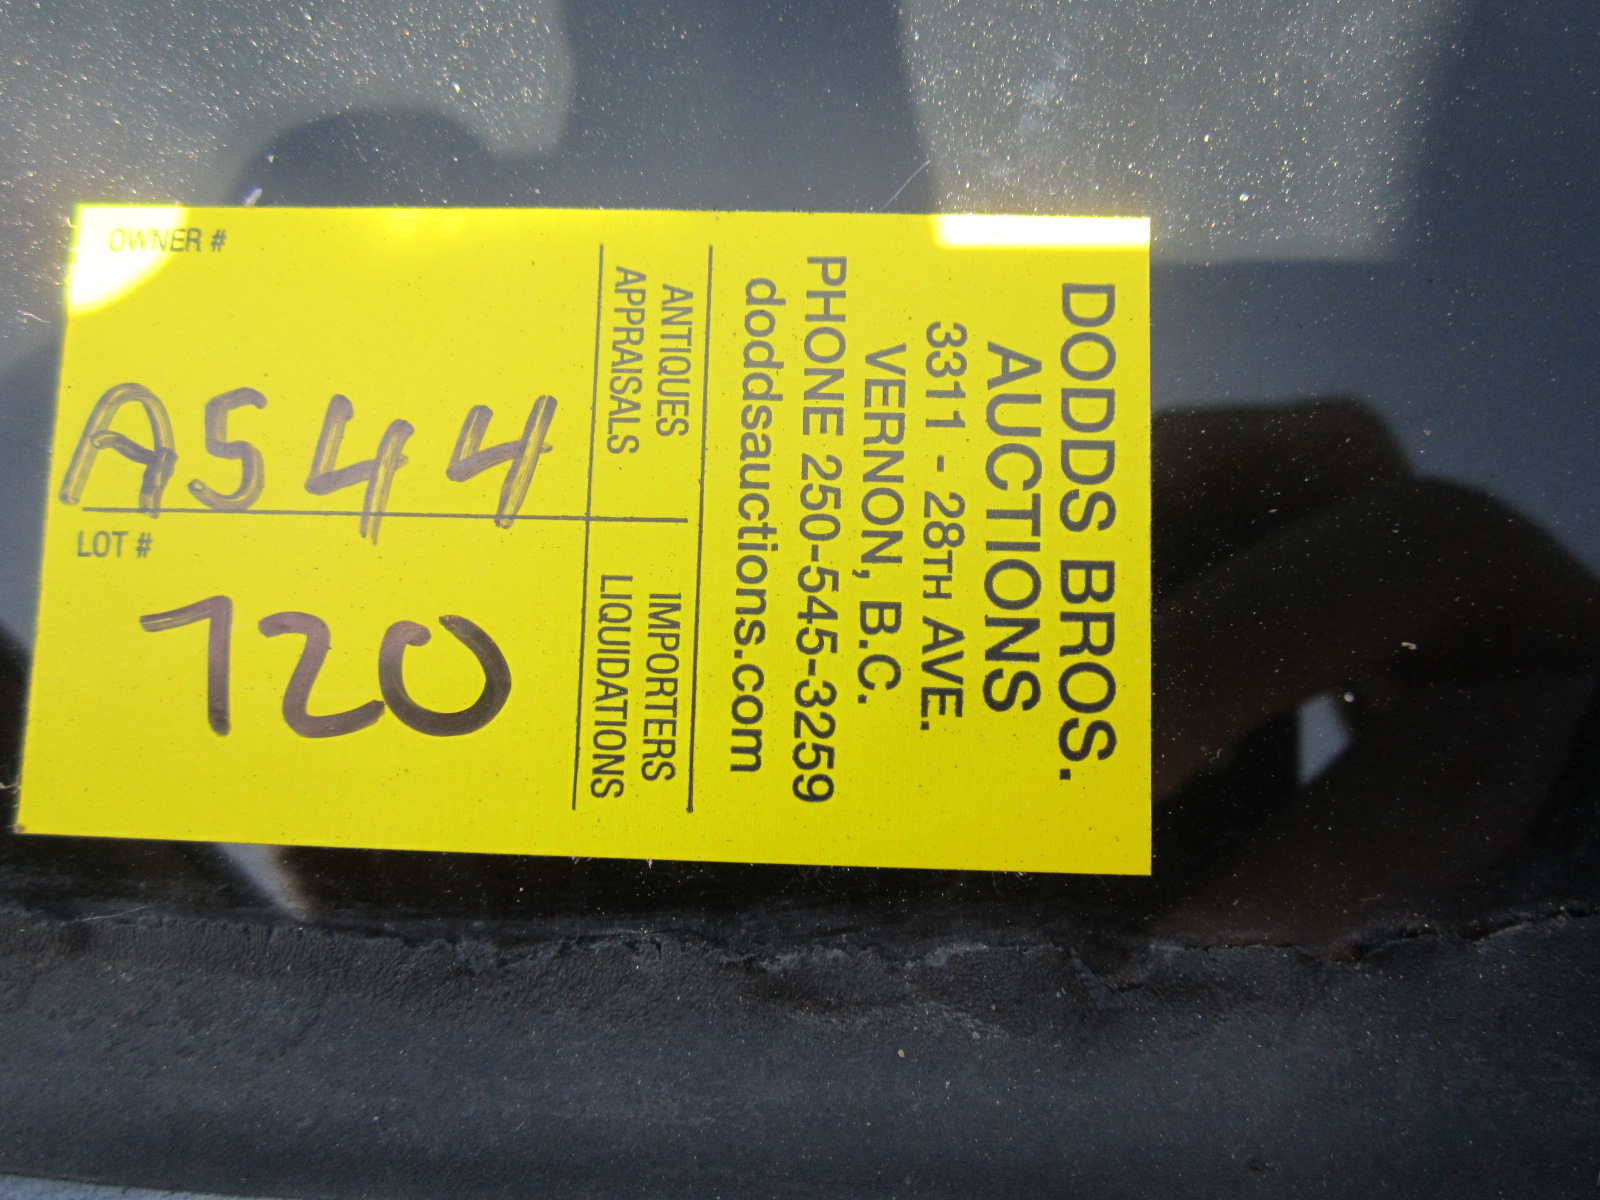 DODDS BROS.
AUCTIONS
3311 - 28TH AVE.
VERNON, B.C.
PHONE 250-545-3259
doddsauctions.com
ANTIQUES
APPRAISALS
IMPORTERS
LIQUIDATIONS
OWNER #
A544
LOT #
720